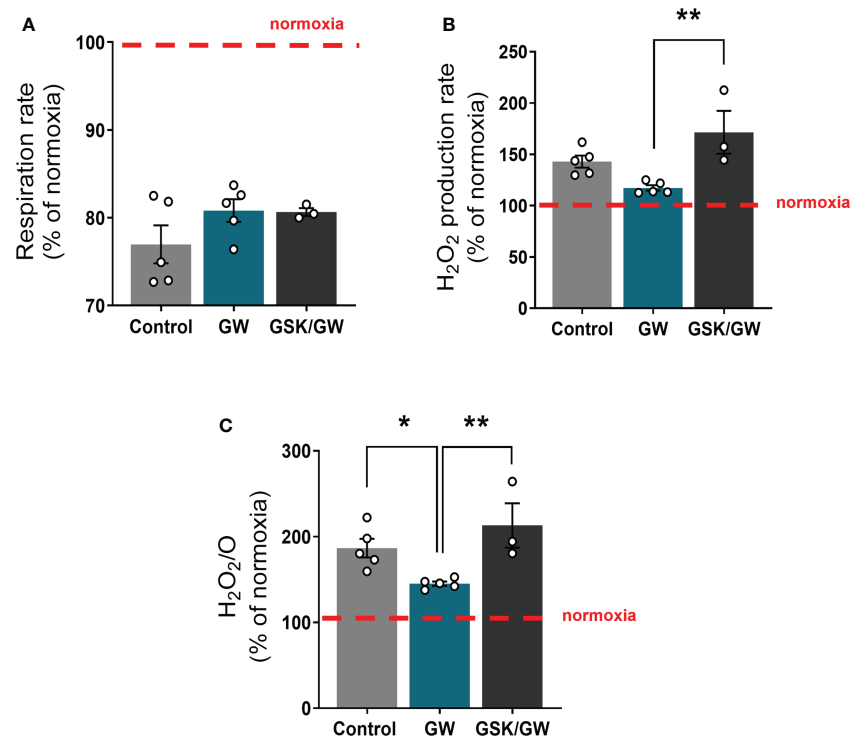 A
normoxia
Respiration rate
(% of normoxia)
100
90
80
70
Control GW GSK/GW
B
**
H₂O₂ production rate
(% of normoxia)
250
200
150
100
50
0
normoxia
Control GW GSK/GW
C
* **
H₂O₂/O
(% of normoxia)
300
200
100
0
normoxia
Control GW GSK/GW